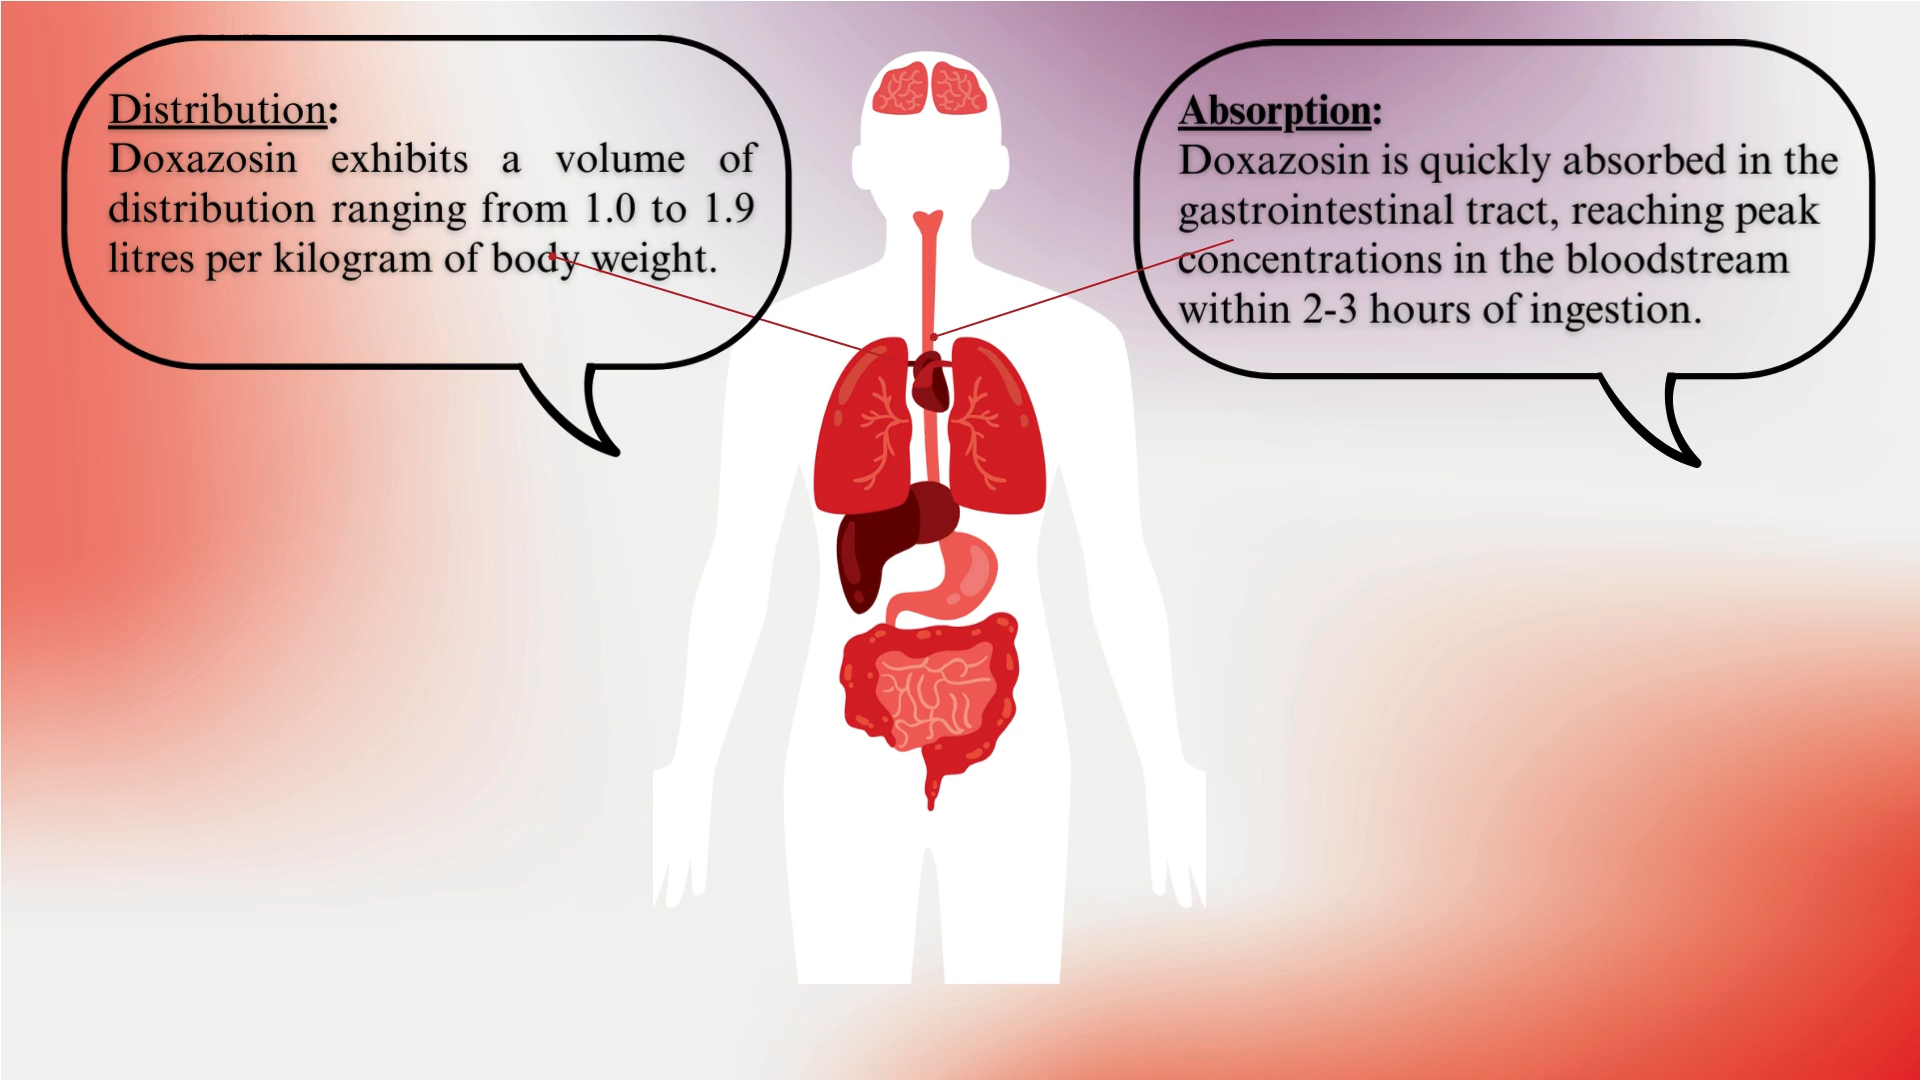 Distribution:
Doxazosin exhibits a volume of
distribution ranging from 1.0 to 1.9
litres per kilogram of body weight.
Absorption:
Doxazosin is quickly absorbed in the
gastrointestinal tract, reaching peak
concentrations in the bloodstream
within 2-3 hours of ingestion.